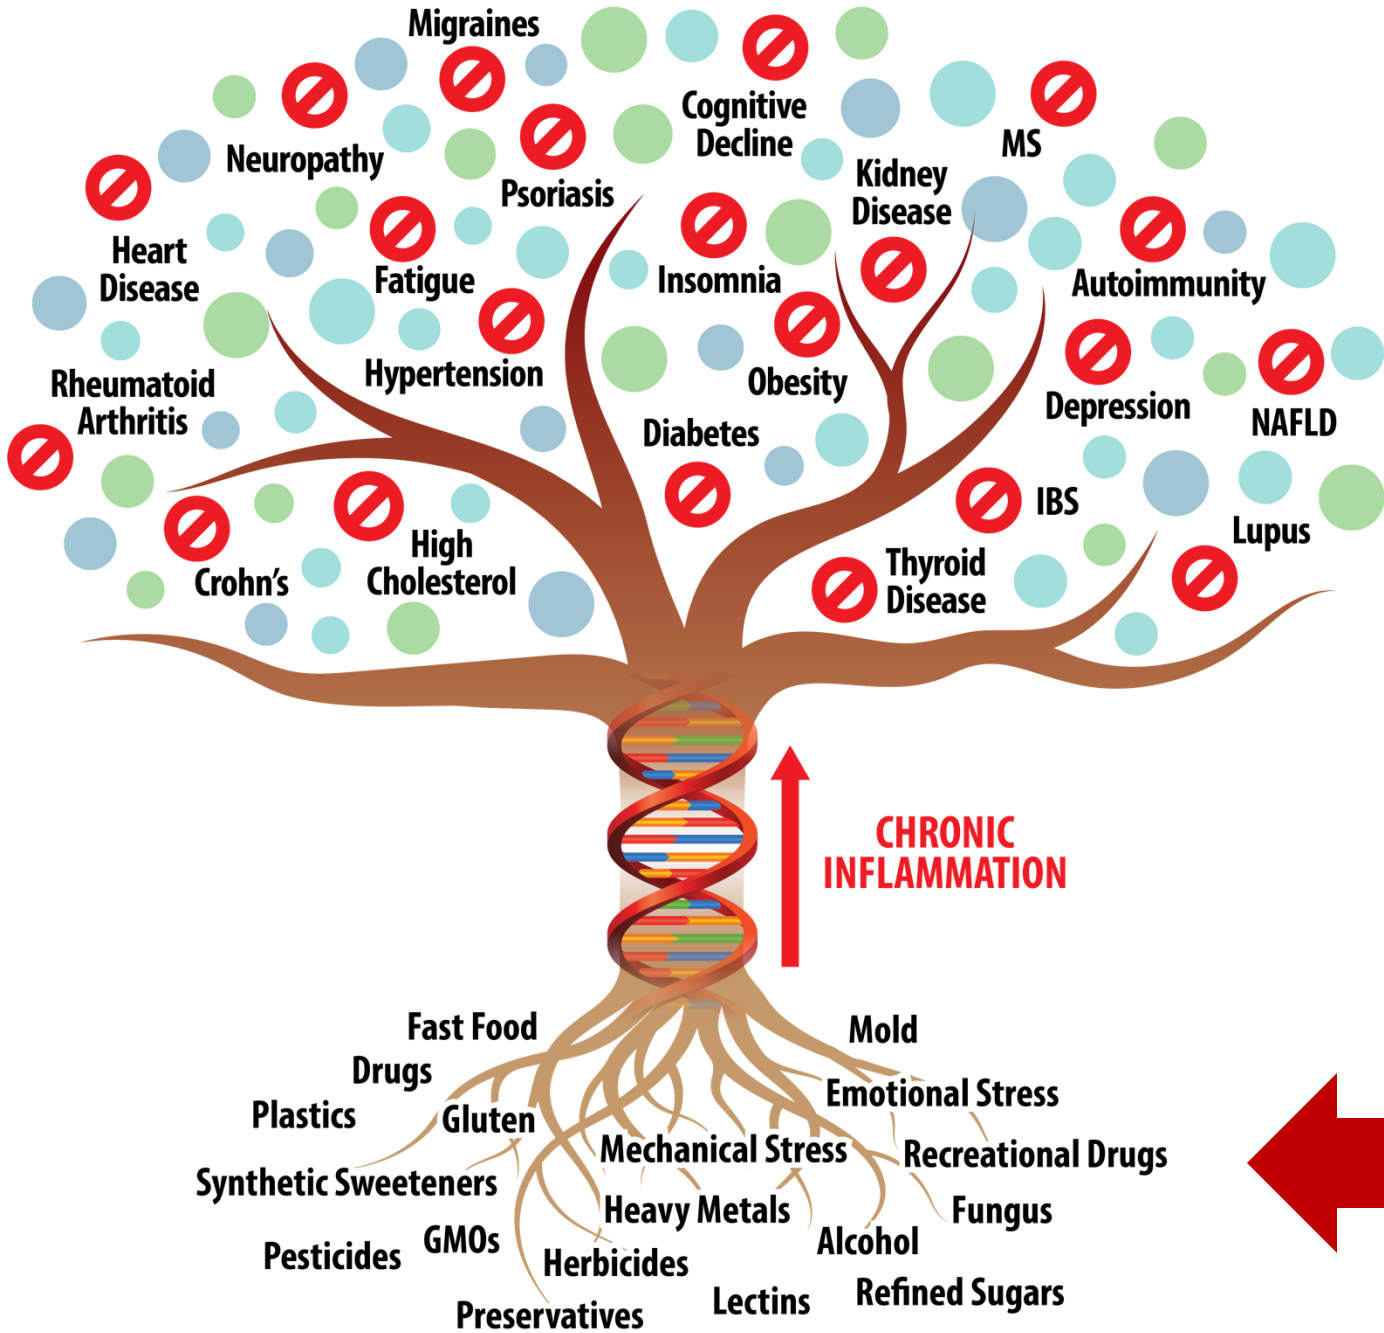 Migraines
Cognitive
Decline
MS
Neuropathy
Psoriasis
Kidney
Disease
Heart
Disease
Fatigue
Insomnia
Autoimmunity
Hypertension
Obesity
Rheumatoid
Arthritis
Diabetes
Depression
NAFLD
IBS
Lupus
Crohn's
High
Cholesterol
Thyroid
Disease
CHRONIC
INFLAMMATION
Fast Food
Mold
Drugs
Emotional Stress
Plastics
Gluten
Mechanical Stress
Recreational Drugs
Synthetic Sweeteners
Heavy Metals
Fungus
GMOs
Alcohol
Pesticides
Herbicides
Refined Sugars
Lectins
Preservatives